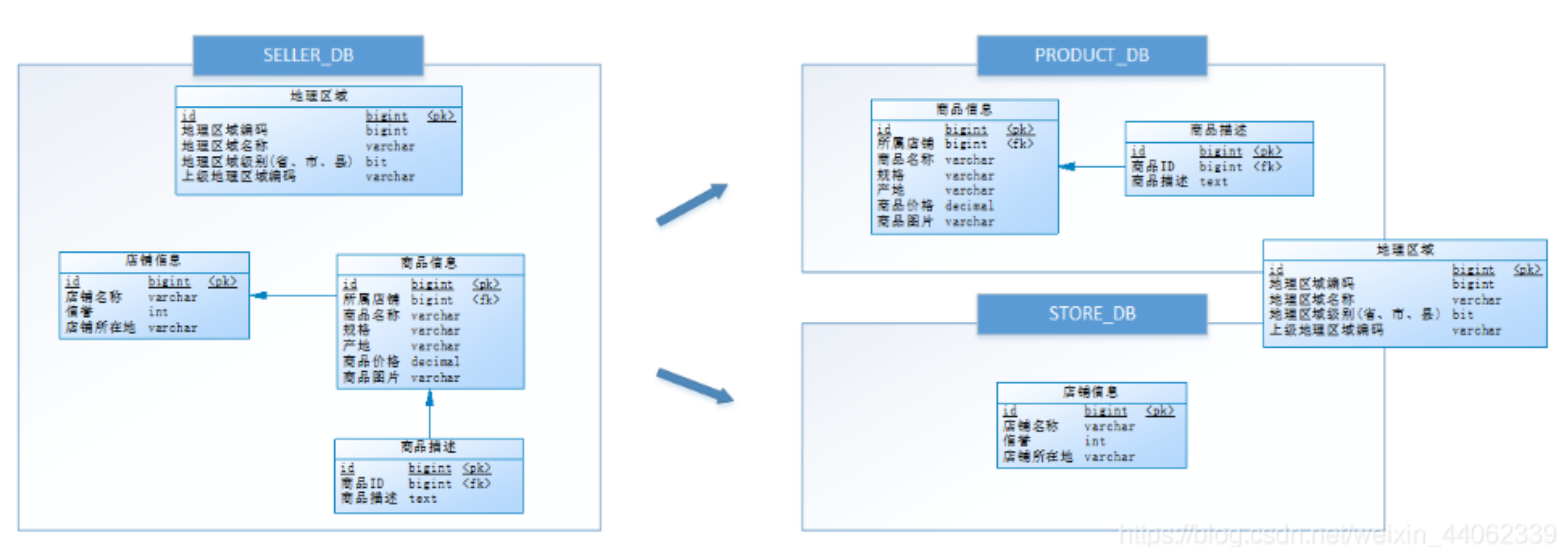 SELLER_DB
地理区域
id bigint <pk>
地理区域编码 bigint
地理区域名称 varchar
地理区域级别(省、市、县) bit
上级地理区域编码 varchar
店铺信息
id bigint <pk>
店铺名称 varchar
信誉 int
店铺所在地 varchar
商品信息
id bigint <pk>
所属店铺 bigint <fk>
商品名称 varchar
规格 varchar
产地 varchar
商品价格 decimal
商品图片 varchar
商品描述
id bigint <pk>
商品ID bigint <fk>
商品描述 text
PRODUCT_DB
商品信息
id bigint <pk>
所属店铺 bigint <fk>
商品名称 varchar
规格 varchar
产地 varchar
商品价格 decimal
商品图片 varchar
商品描述
id bigint <pk>
商品ID bigint <fk>
商品描述 text
地理区域
id bigint <pk>
地理区域编码 bigint
地理区域名称 varchar
地理区域级别(省、市、县) bit
上级地理区域编码 varchar
STORE_DB
店铺信息
id bigint <pk>
店铺名称 varchar
信誉 int
店铺所在地 varchar
https://blog.csdn.net/weixin_44062339